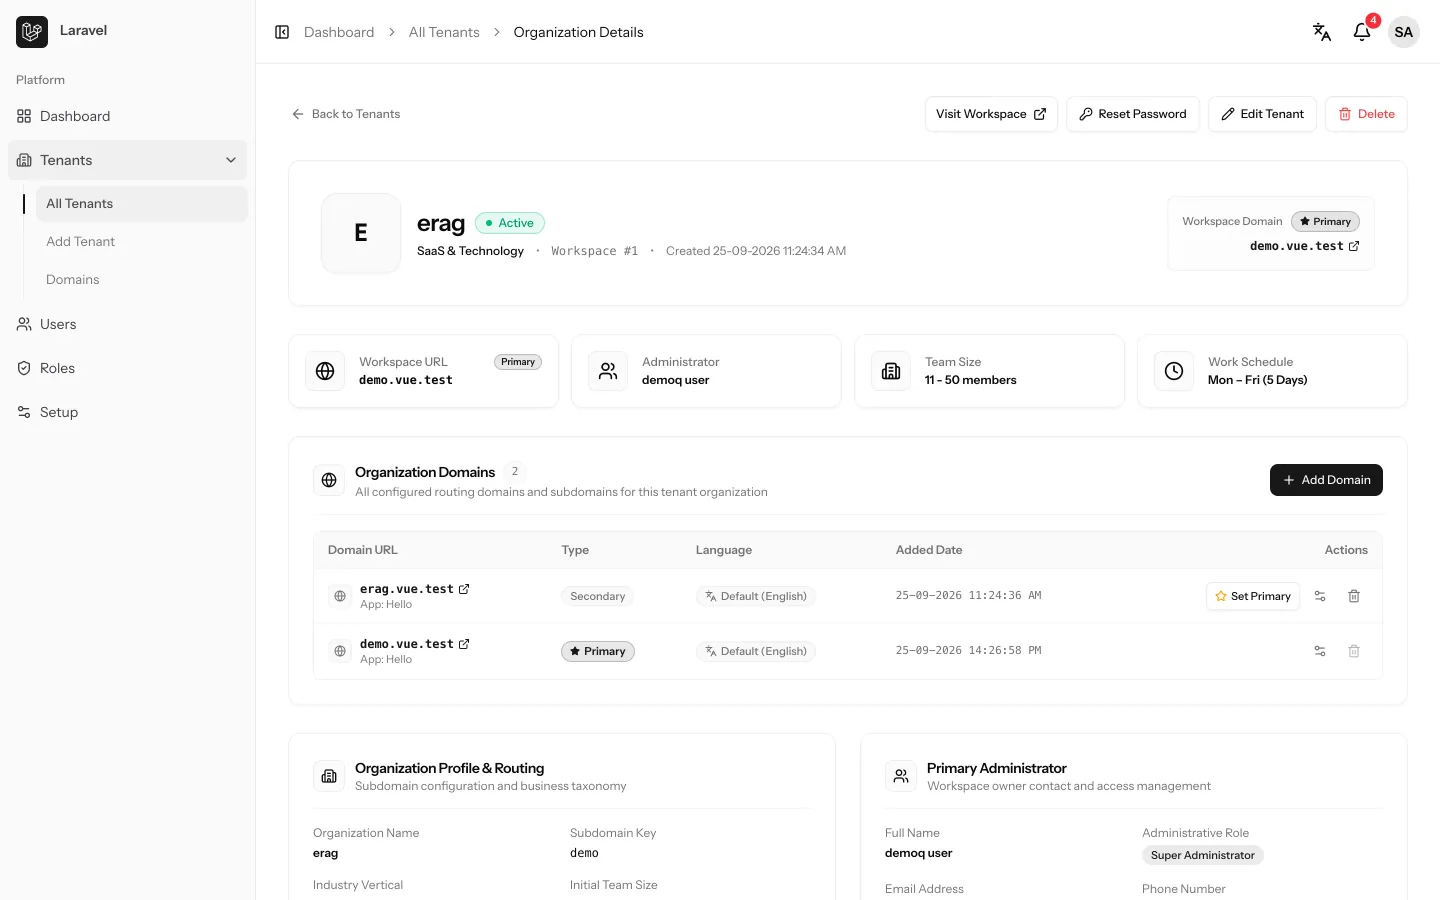 Laravel
Platform
Dashboard
Tenants
All Tenants
Add Tenant
Domains
Users
Roles
Setup
Dashboard All Tenants Organization Details
4
SA
Back to Tenants
Visit Workspace
Reset Password
Edit Tenant
Delete
E
erag
Active
SaaS & Technology • Workspace #1 • Created 25-09-2026 11:24:34 AM
Workspace Domain
Primary
demo.vue.test
Workspace URL
Primary
demo.vue.test
Administrator
demoq user
Team Size
11 - 50 members
Work Schedule
Mon – Fri (5 Days)
Organization Domains 2
All configured routing domains and subdomains for this tenant organization
Add Domain
Domain URL Type Language Added Date Actions
erag.vue.test
App: Hello
Secondary
Default (English)
25-09-2026 11:24:36 AM
Set Primary
demo.vue.test
App: Hello
Primary
Default (English)
25-09-2026 14:26:58 PM
Organization Profile & Routing
Subdomain configuration and business taxonomy
Organization Name
erag
Subdomain Key
demo
Industry Vertical
Initial Team Size
Primary Administrator
Workspace owner contact and access management
Full Name
demoq user
Administrative Role
Super Administrator
Email Address
Phone Number